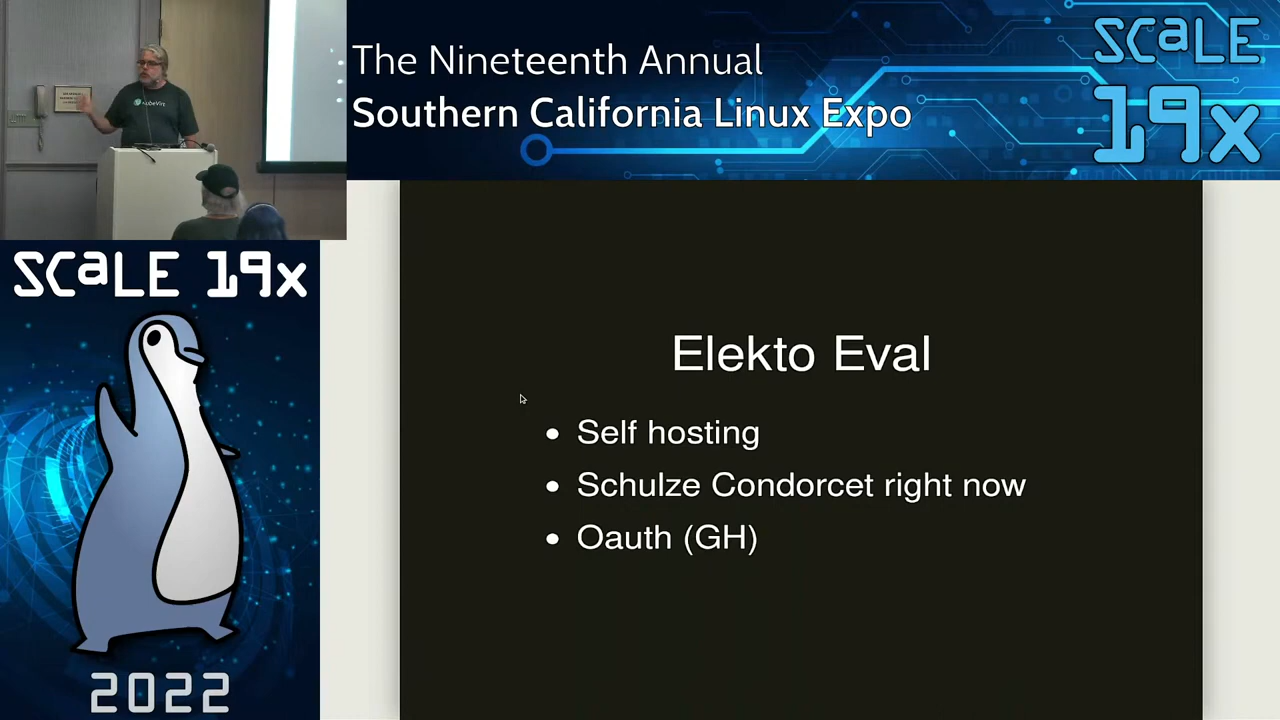 The Nineteenth Annual
Southern California Linux Expo
SCaLE
19x
SCaLE 19x
2022
Elekto Eval
• Self hosting
• Schulze Condorcet right now
• Oauth (GH)